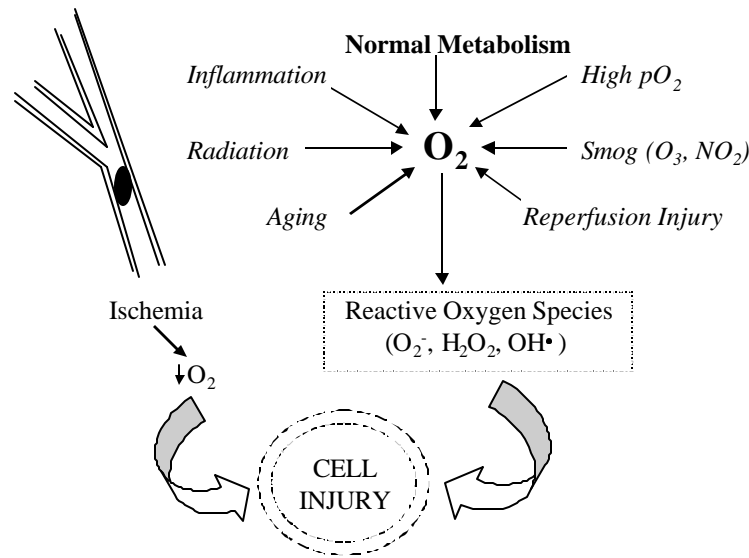 Normal Metabolism
Inflammation
High pO₂
O₂
Radiation
Smog (O₃, NO₂)
Aging
Reperfusion Injury
Ischemia
↓O₂
Reactive Oxygen Species
(O₂⁻, H₂O₂, OH•)
CELL
INJURY